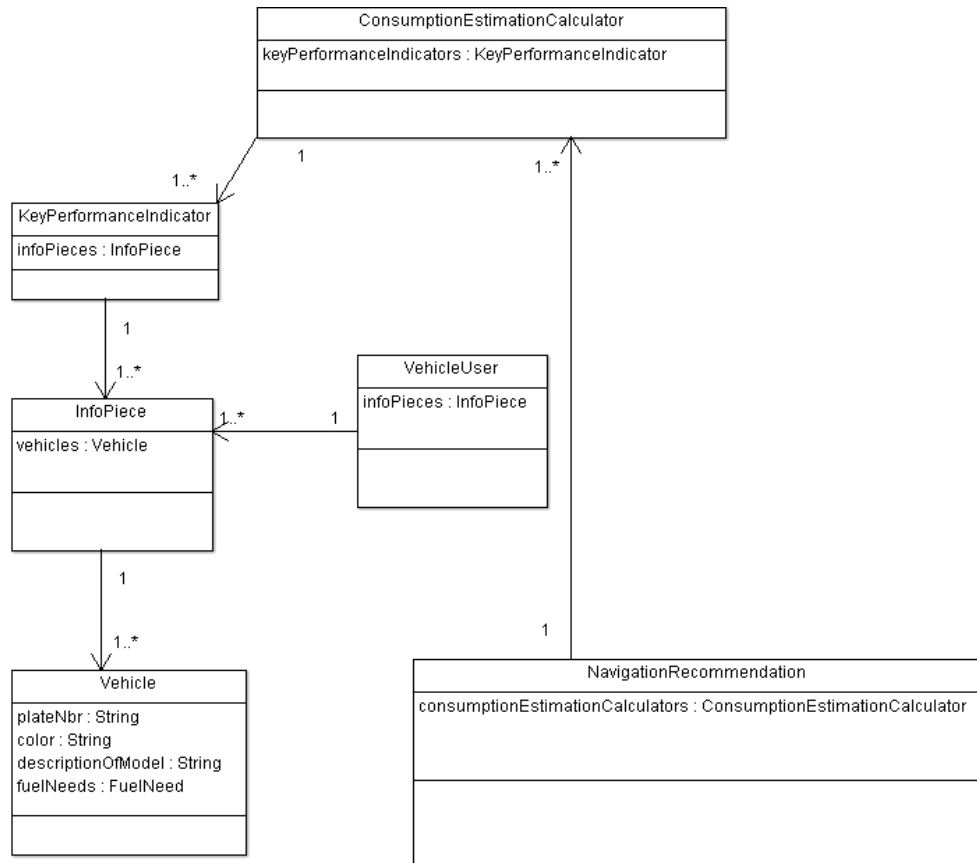 ConsumptionEstimationCalculator
keyPerformanceIndicators : KeyPerformanceIndicator
1
1..*
1..*
KeyPerformanceIndicator
infoPieces : InfoPiece
1
1..*
VehicleUser
infoPieces : InfoPiece
InfoPiece
vehicles : Vehicle
1..*
1
1
1..*
1
Vehicle
plateNbr : String
color : String
descriptionOfModel : String
fuelNeeds : FuelNeed
NavigationRecommendation
consumptionEstimationCalculators : ConsumptionEstimationCalculator